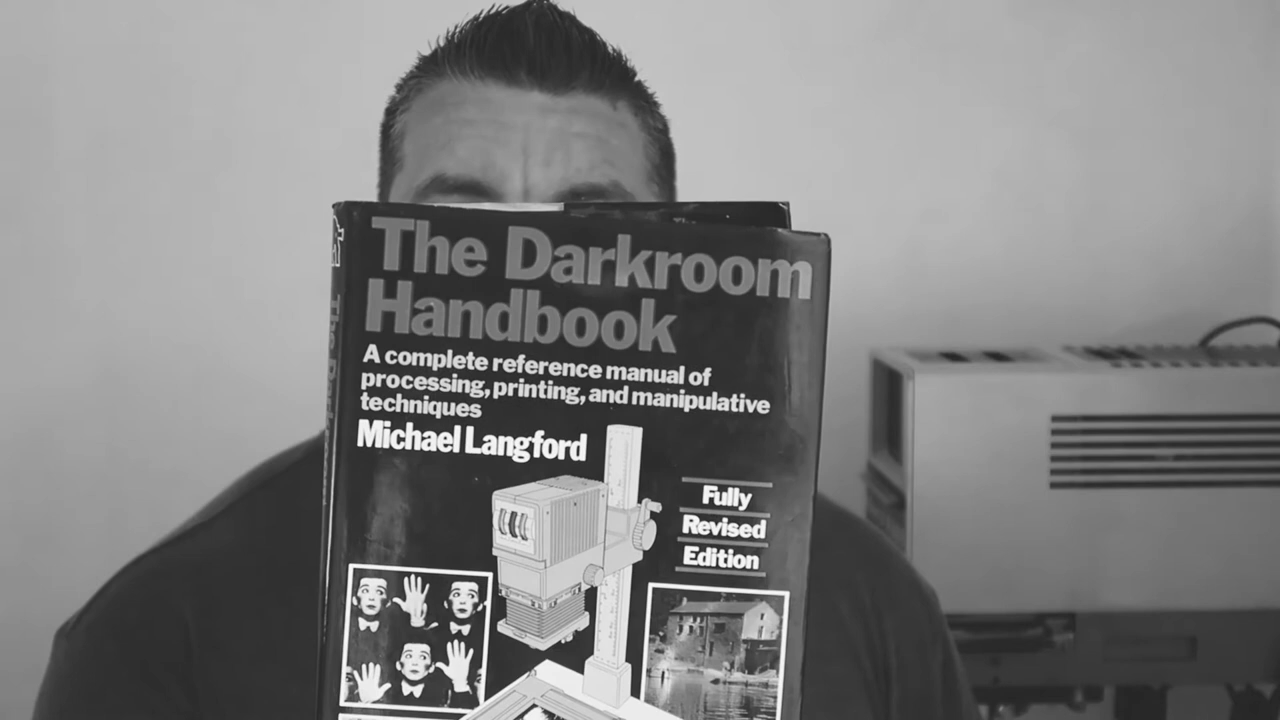 The Darkroom
Handbook
A complete reference manual of
processing, printing, and manipulative
techniques
Michael Langford
Fully
Revised
Edition